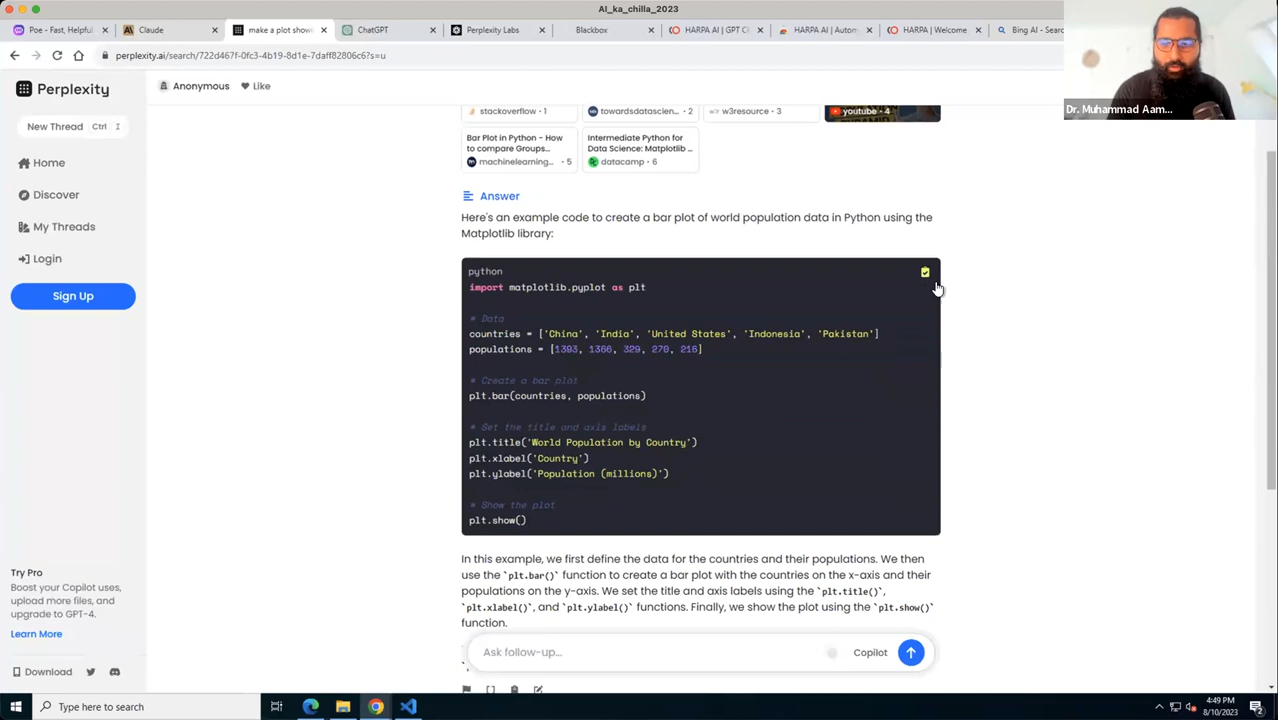 AI_ka_chilla_2023
Poe - Fast, Helpful
Claude
make a plot show
ChatGPT
Perplexity Labs
Blackbox
HARPA AI | GPT C
HARPA AI | Autom
HARPA | Welcome
Bing AI - Sear
perplexity.ai/search/722d467f-0fc3-4b19-8d1e-7daff82806c6?s=u
Dr. Muhammad Aam...
Perplexity
Anonymous
Like
New Thread
Ctrl
I
Home
Discover
My Threads
Login
Sign Up
stackoverflow · 1
towardsdatascien... · 2
w3resource · 3
youtube · 4
Bar Plot in Python - How
to compare Groups...
machinelearning... · 5
Intermediate Python for
Data Science: Matplotlib ...
datacamp · 6
Answer
Here's an example code to create a bar plot of world population data in Python using the
Matplotlib library:
python
import matplotlib.pyplot as plt
# Data
countries = ['China', 'India', 'United States', 'Indonesia', 'Pakistan']
populations = [1393, 1366, 329, 270, 216]
# Create a bar plot
plt.bar(countries, populations)
# Set the title and axis labels
plt.title('World Population by Country')
plt.xlabel('Country')
plt.ylabel('Population (millions)')
# Show the plot
plt.show()
In this example, we first define the data for the countries and their populations. We then
use the `plt.bar()` function to create a bar plot with the countries on the x-axis and their
populations on the y-axis. We set the title and axis labels using the `plt.title()`,
`plt.xlabel()`, and `plt.ylabel()` functions. Finally, we show the plot using the `plt.show()`
function.
Ask follow-up...
Copilot
Try Pro
Boost your Copilot uses,
upload more files, and
upgrade to GPT-4.
Learn More
Download
Type here to search
4:49 PM
8/10/2023
2